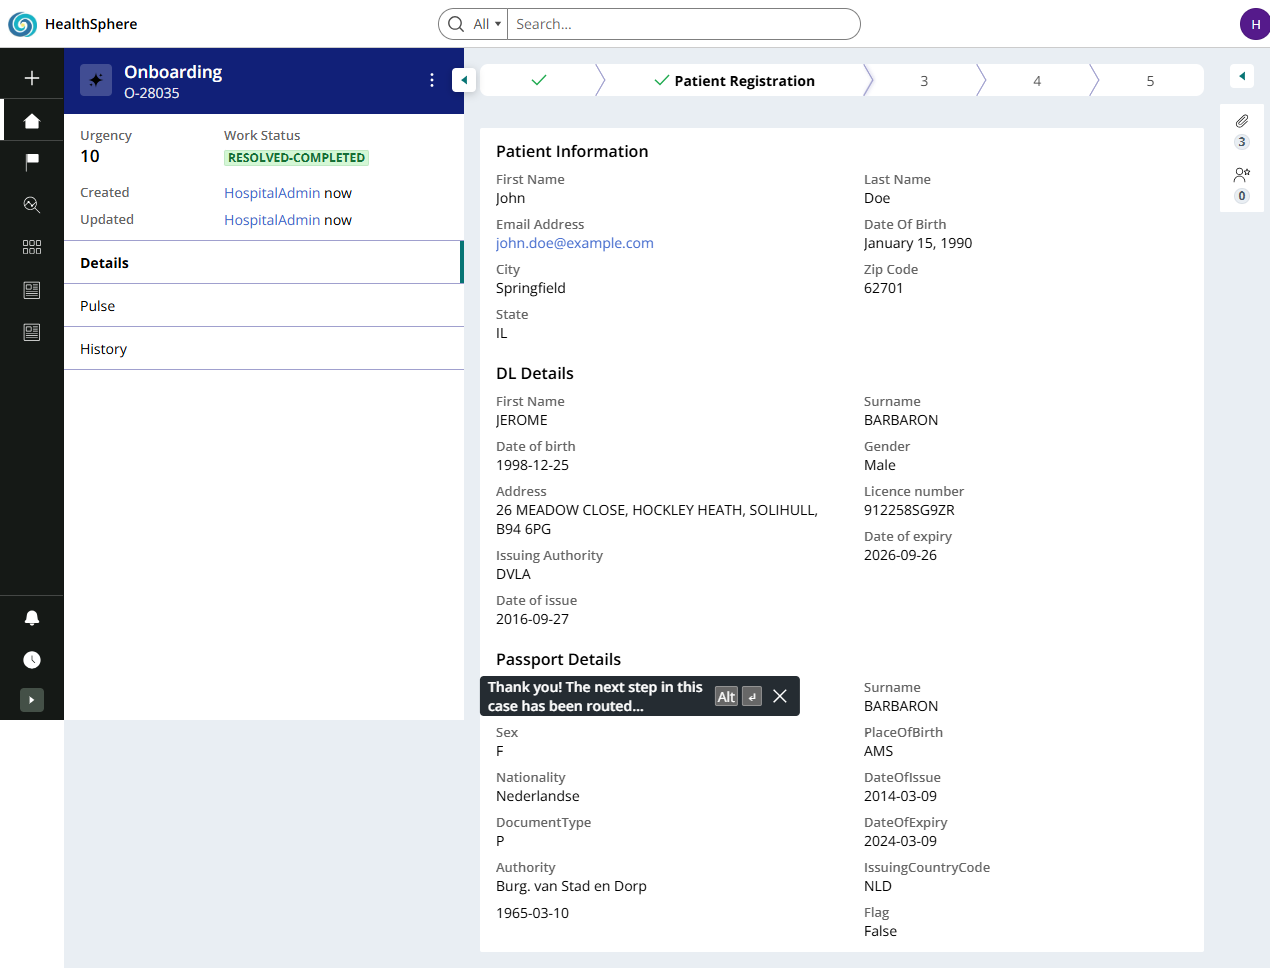 HealthSphere
All
Search...
H
Onboarding
O-28035
Urgency
10
Work Status
RESOLVED-COMPLETED
Created
HospitalAdmin now
Updated
HospitalAdmin now
Details
Pulse
History
Patient Registration
3
4
5
3
0
Patient Information
First Name
John
Last Name
Doe
Email Address
john.doe@example.com
Date Of Birth
January 15, 1990
City
Springfield
Zip Code
62701
State
IL
DL Details
First Name
JEROME
Surname
BARBARON
Date of birth
1998-12-25
Gender
Male
Address
26 MEADOW CLOSE, HOCKLEY HEATH, SOLIHULL,
B94 6PG
Licence number
912258SG9ZR
Date of expiry
2026-09-26
Issuing Authority
DVLA
Date of issue
2016-09-27
Passport Details
Thank you! The next step in this
case has been routed...
Alt
Surname
BARBARON
Sex
F
PlaceOfBirth
AMS
Nationality
Nederlandse
DateOfIssue
2014-03-09
DocumentType
P
DateOfExpiry
2024-03-09
Authority
Burg. van Stad en Dorp
IssuingCountryCode
NLD
1965-03-10
Flag
False